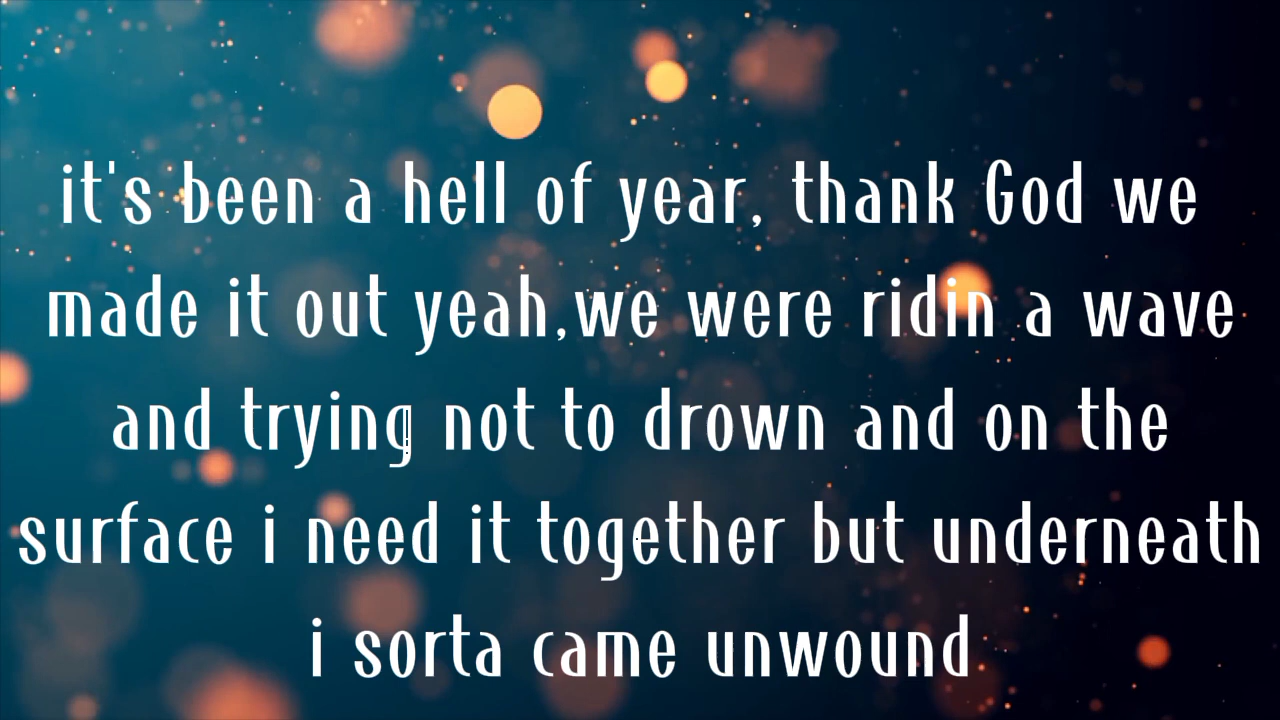 it's been a hell of year, thank God we
made it out yeah,we were ridin a wave
and trying not to drown and on the
surface i need it together but underneath
i sorta came unwound